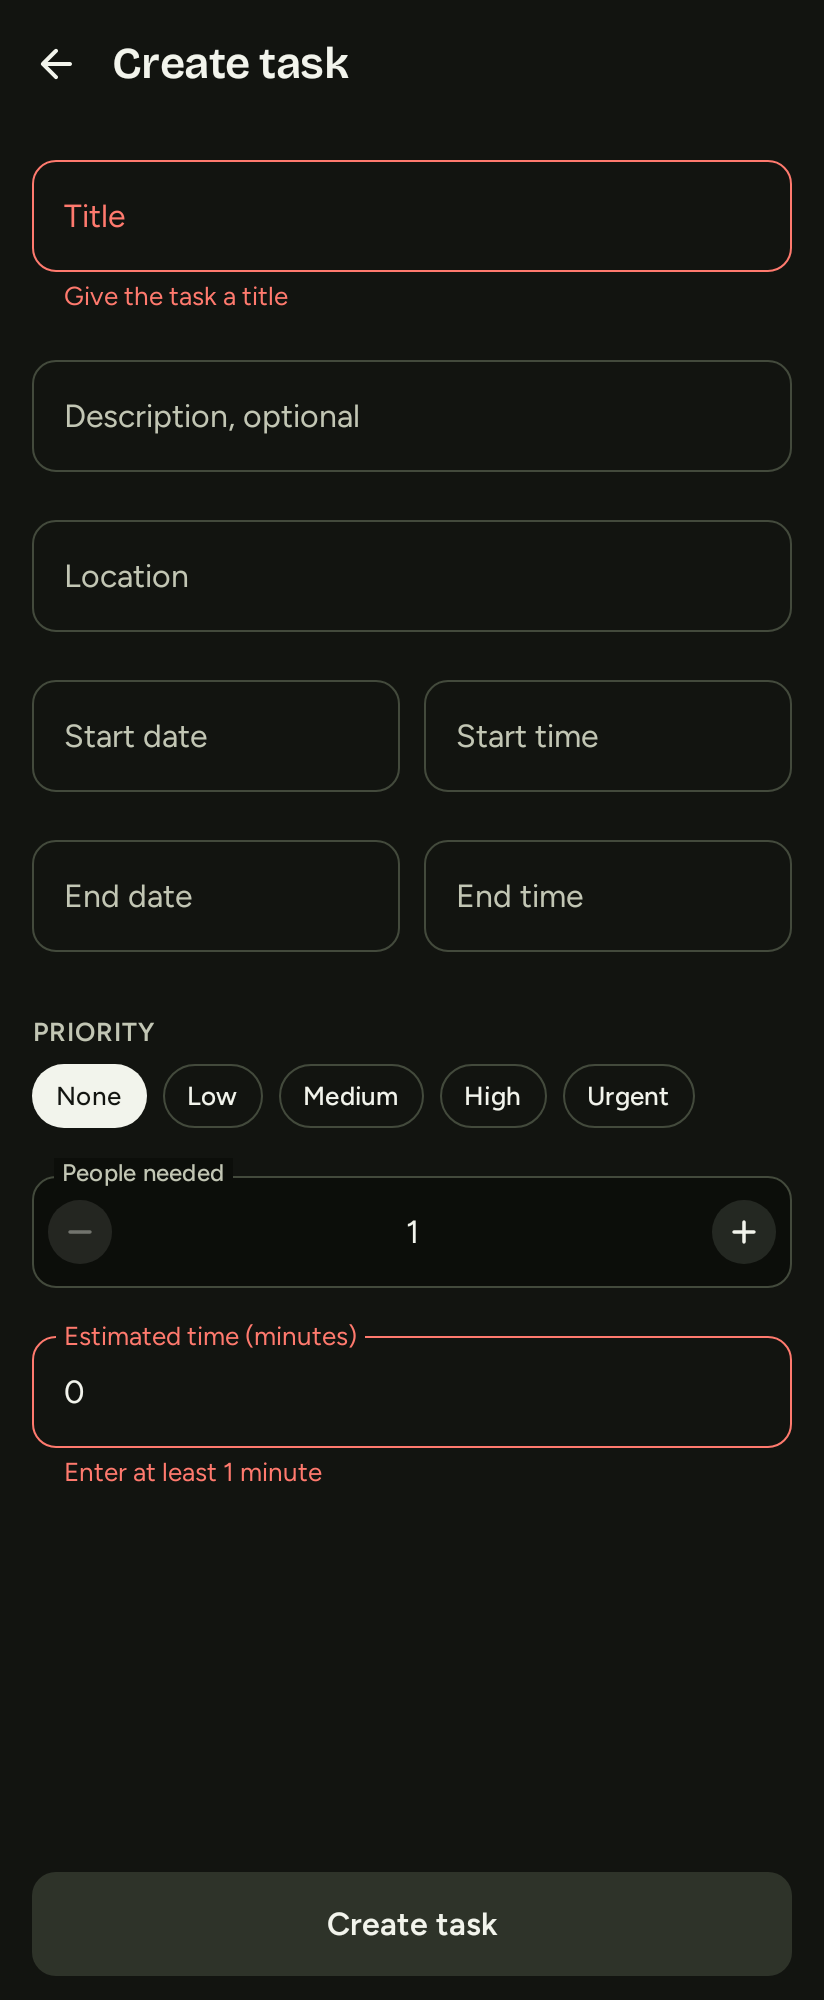 Create task
Title
Give the task a title
Description, optional
Location
Start date
Start time
End date
End time
PRIORITY
None
Low
Medium
High
Urgent
People needed
1
Estimated time (minutes)
0
Enter at least 1 minute
Create task